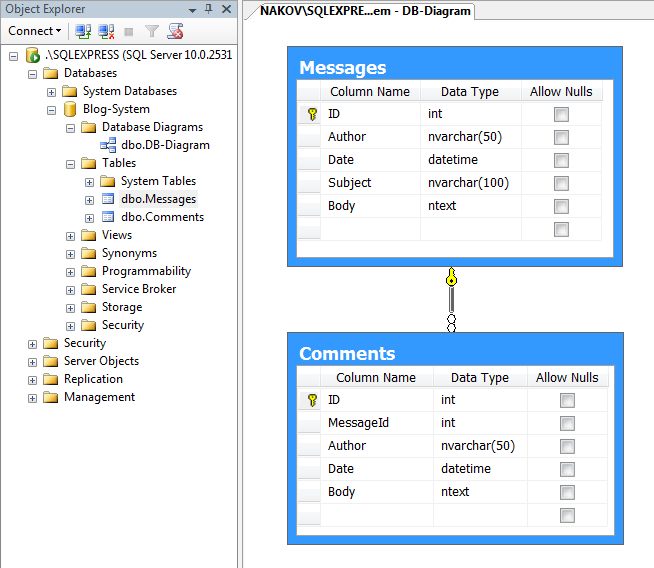 Object Explorer
Connect
.\SQLEXPRESS (SQL Server 10.0.2531
Databases
System Databases
Blog-System
Database Diagrams
dbo.DB-Diagram
Tables
System Tables
dbo.Messages
dbo.Comments
Views
Synonyms
Programmability
Service Broker
Storage
Security
Security
Server Objects
Replication
Management
NAKOV\SQLEXPRE...em - DB-Diagram
Messages
Column Name Data Type Allow Nulls
ID int
Author nvarchar(50)
Date datetime
Subject nvarchar(100)
Body ntext
Comments
Column Name Data Type Allow Nulls
ID int
MessageId int
Author nvarchar(50)
Date datetime
Body ntext